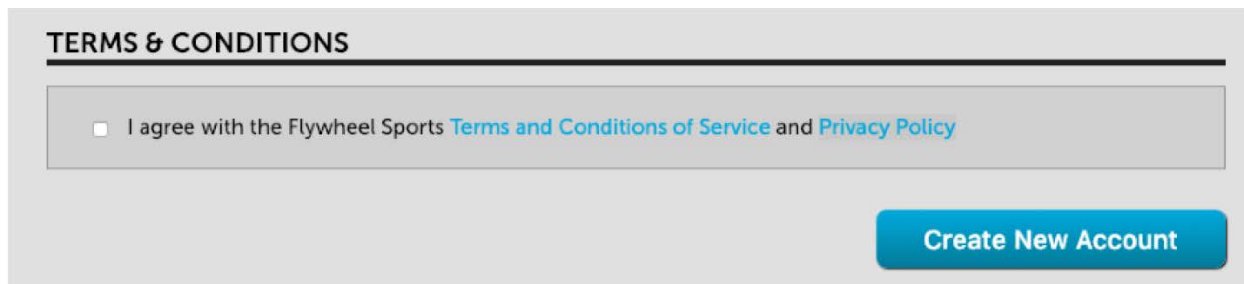 TERMS & CONDITIONS
I agree with the Flywheel Sports Terms and Conditions of Service and Privacy Policy
Create New Account